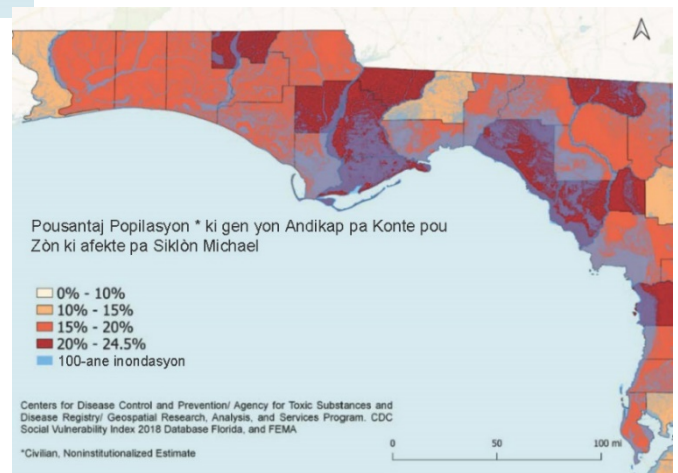 Pousantaj Popilasyon * ki gen yon Andikap pa Konte pou
Zòn ki afekte pa Siklòn Michael
0% - 10%
10% - 15%
15% - 20%
20% - 24.5%
100-ane inondasyon
Centers for Disease Control and Prevention/ Agency for Toxic Substances and
Disease Registry/ Geospatial Research, Analysis, and Services Program. CDC
Social Vulnerability Index 2018 Database Florida, and FEMA
*Civilian, Noninstitutionalized Estimate
0 50 100 mi